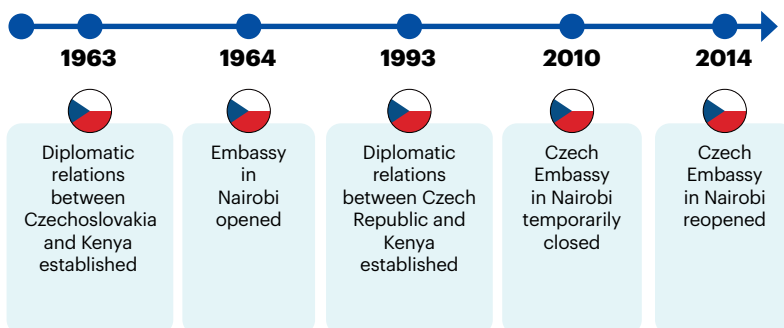 1963
Diplomatic
relations
between
Czechoslovakia
and Kenya
established
1964
Embassy
in
Nairobi
opened
1993
Diplomatic
relations
between Czech
Republic and
Kenya
established
2010
Czech
Embassy
in Nairobi
temporarily
closed
2014
Czech
Embassy
in Nairobi
reopened